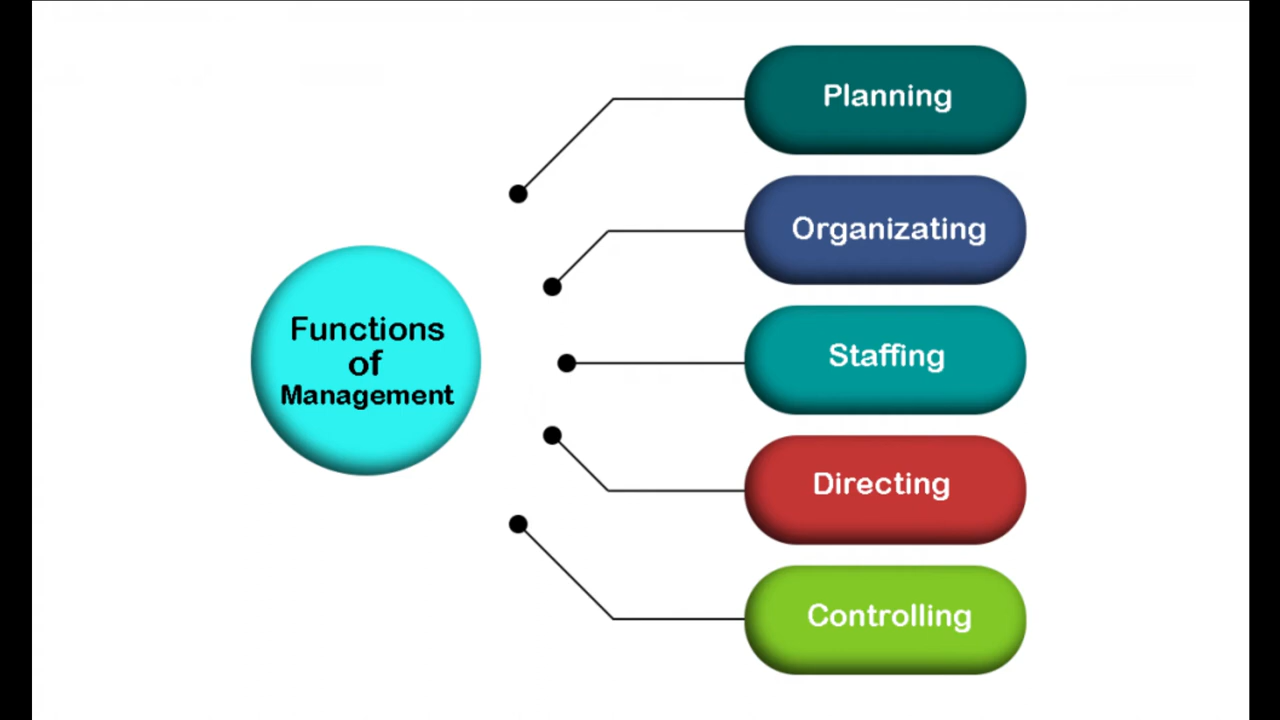 Functions
of
Management
Planning
Organizating
Staffing
Directing
Controlling